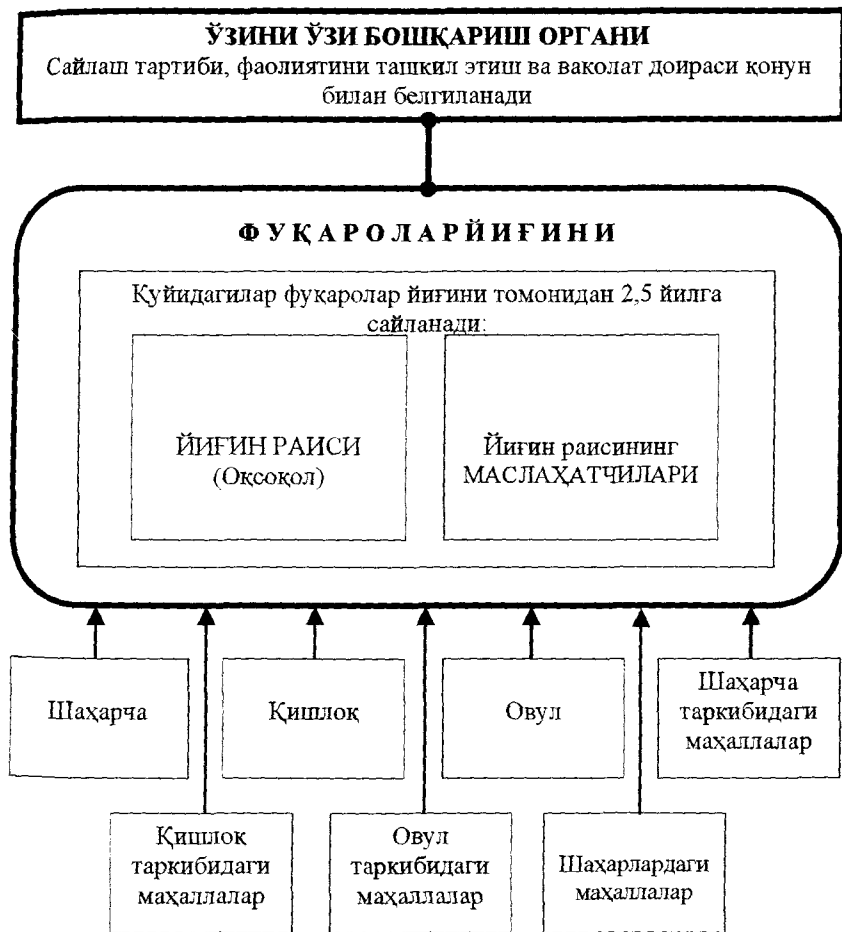 ЎЗИНИ ЎЗИ БОШҚАРИШ ОРГАНИ
Сайлаш тартиби, фаолиятини ташкил этиш ва ваколат доираси қонун
билан белгиланади
ФУҚАРОЛАРЙИҒИНИ
Қуйидагилар фуқаролар йиғини томонидан 2,5 йилга
сайланади:
ЙИҒИН РАИСИ
(Оқсоқол)
Йиғин раисининг
МАСЛАҲАТЧИЛАРИ
Шаҳарча
Қишлоқ
Овул
Шаҳарча
таркибидаги
маҳаллалар
Қишлоқ
таркибидаги
маҳаллалар
Овул
таркибидаги
маҳаллалар
Шаҳарлардаги
маҳаллалар